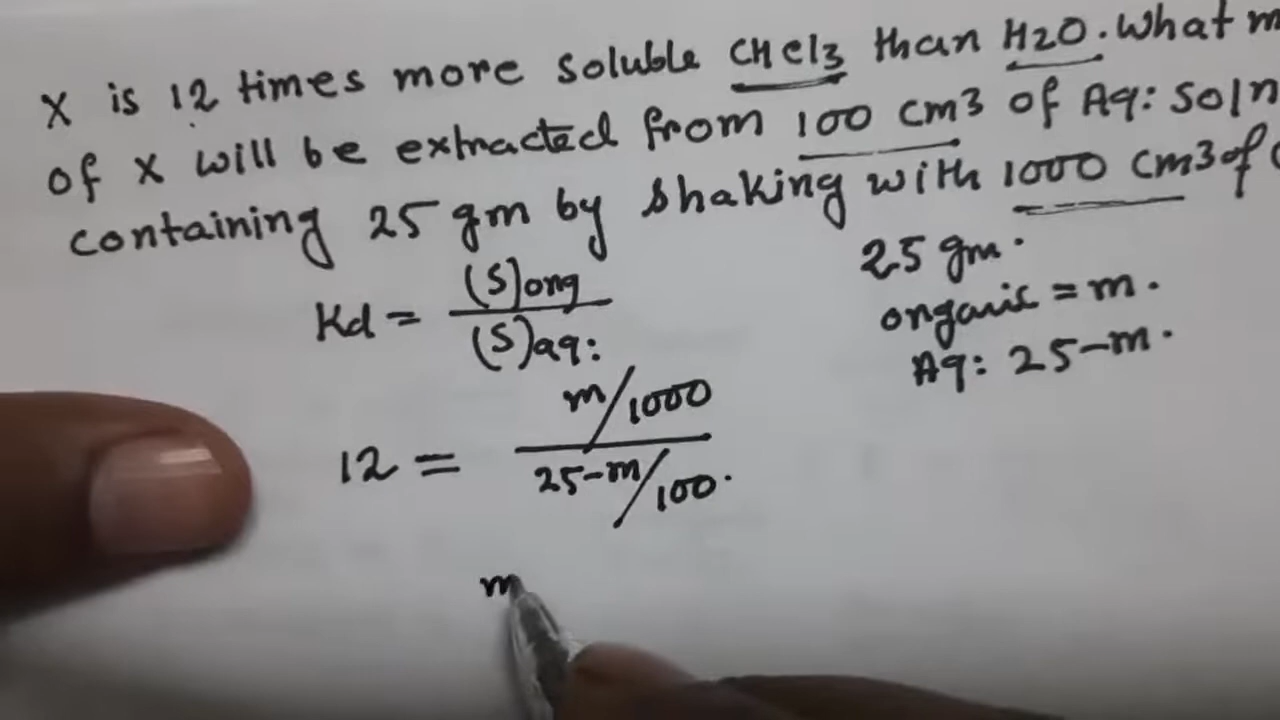 X is 12 times more soluble CHCl3 than H2O. What m
of X will be extracted from 100 cm3 of Aq: soln
containing 25 gm by shaking with 1000 cm3 of
25 gm.
organic = m.
Aq: 25-m.
Kd = (S)org / (S)aq:
12 = m/1000 / 25-m/100.
m